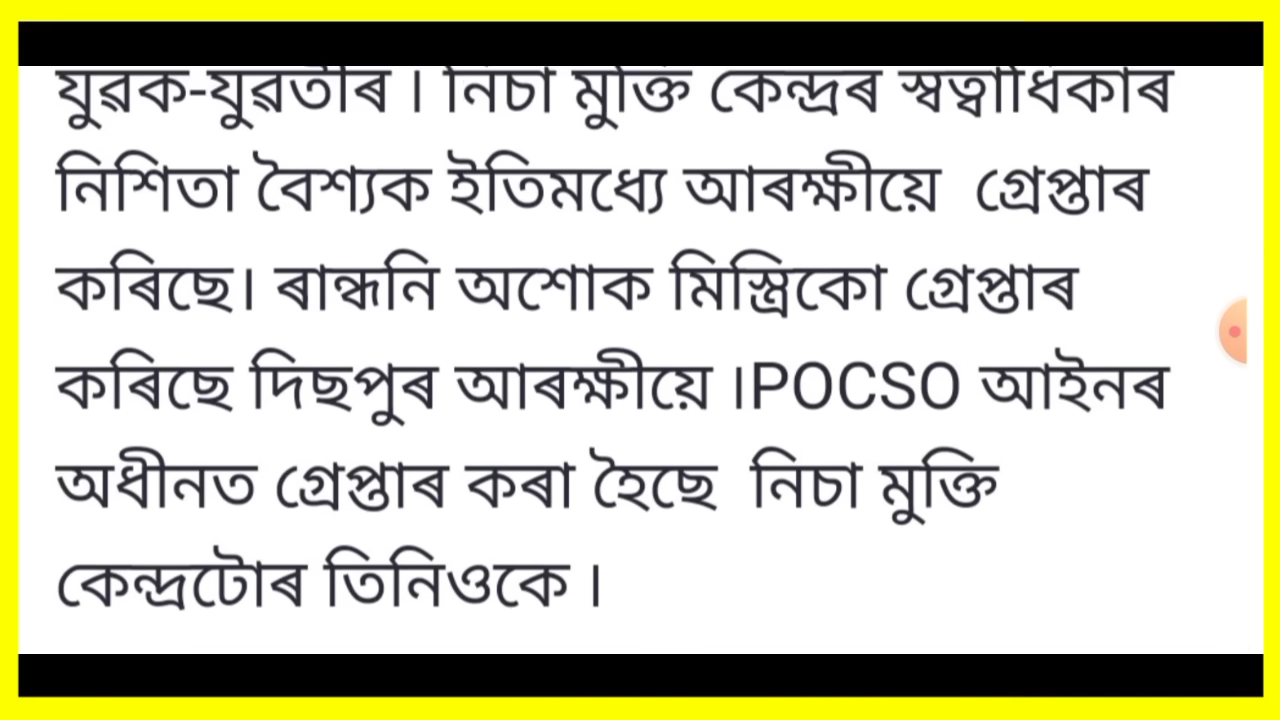 যুৱক-যুৱতীৰ । নিচা মুক্তি কেন্দ্ৰৰ স্বত্বাধিকাৰ
নিশিতা বৈশ্যক ইতিমধ্যে আৰক্ষীয়ে গ্ৰেপ্তাৰ
কৰিছে। ৰান্ধনি অশোক মিস্ত্ৰিকো গ্ৰেপ্তাৰ
কৰিছে দিছপুৰ আৰক্ষীয়ে ।POCSO আইনৰ
অধীনত গ্ৰেপ্তাৰ কৰা হৈছে নিচা মুক্তি
কেন্দ্ৰটোৰ তিনিওকে ।